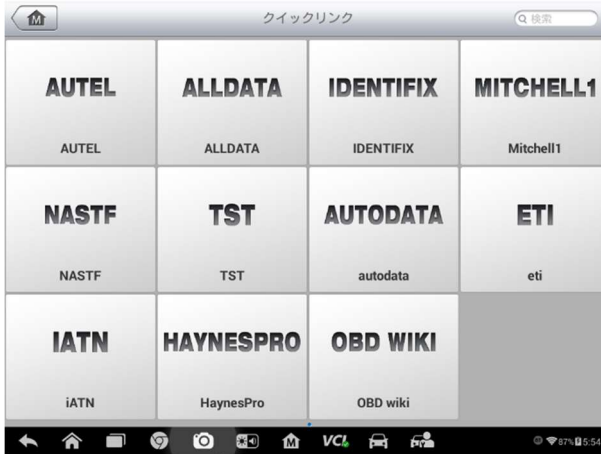 M
クイックリンク
検索
AUTEL
AUTEL
ALLDATA
ALLDATA
IDENTIFIX
IDENTIFIX
MITCHELL1
Mitchell1
NASTF
NASTF
TST
TST
AUTODATA
autodata
ETI
eti
IATN
iATN
HAYNESPRO
HaynesPro
OBD WIKI
OBD wiki
M
VCI
87%
5:54